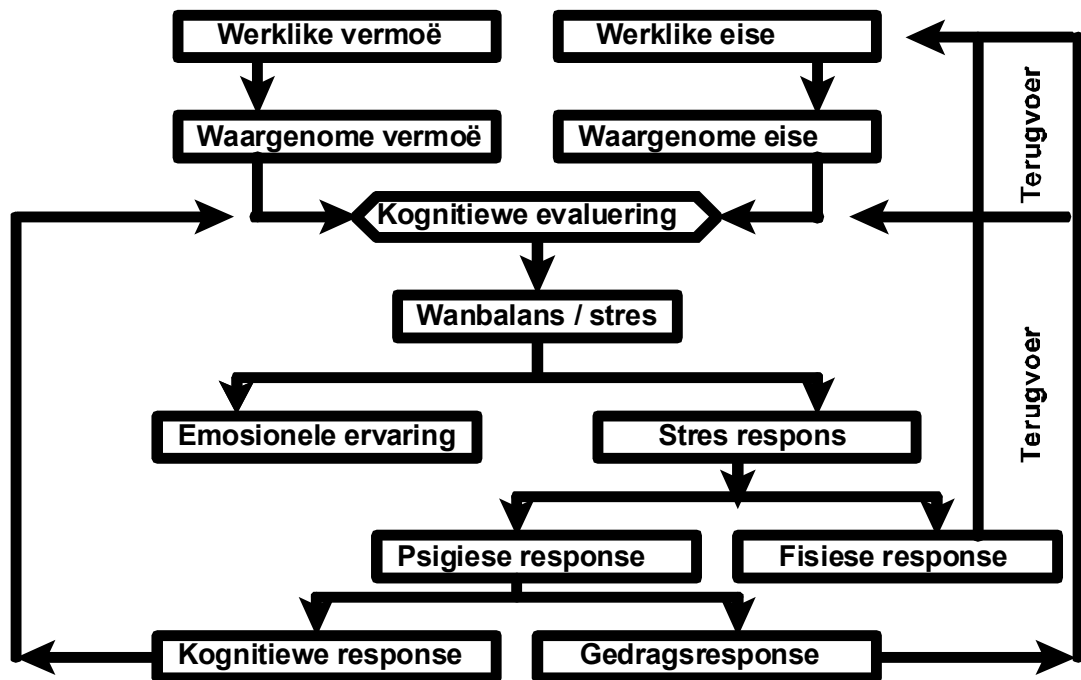 Werklike vermoë
Werklike eise
Waargenome vermoë
Waargenome eise
Terugvoer
Kognitiewe evaluering
Wanbalans / stres
Terugvoer
Emosionele ervaring
Stres respons
Psigiese response
Fisiese response
Kognitiewe response
Gedragsresponse